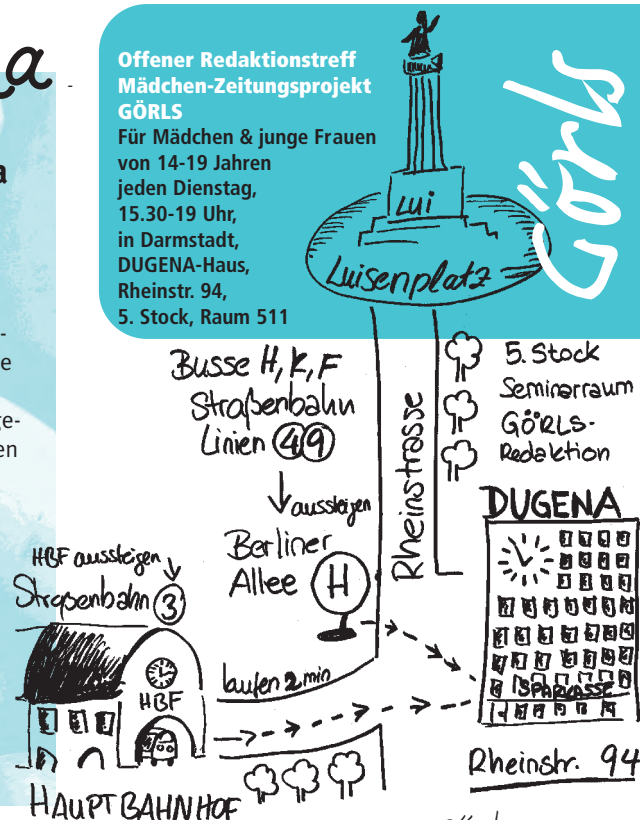 a
a
-
e
ge-
en
Offener Redaktionstreff
Mädchen-Zeitungsprojekt
GÖRLS
Für Mädchen & junge Frauen
von 14-19 Jahren
jeden Dienstag,
15.30-19 Uhr,
in Darmstadt,
DUGENA-Haus,
Rheinstr. 94,
5. Stock, Raum 511
Görls
Lui
Luisenplatz
Busse H, K, F
Straßenbahn
Linien 4 9
aussteigen
Berliner
Allee H
Rheinstrasse
5. Stock
Seminarraum
GÖRLS-
Redaktion
DUGENA
SPARKASSE
Rheinstr. 94
HBF aussteigen
Straßenbahn 3
HBF
laufen 2 min
HAUPTBAHNHOF